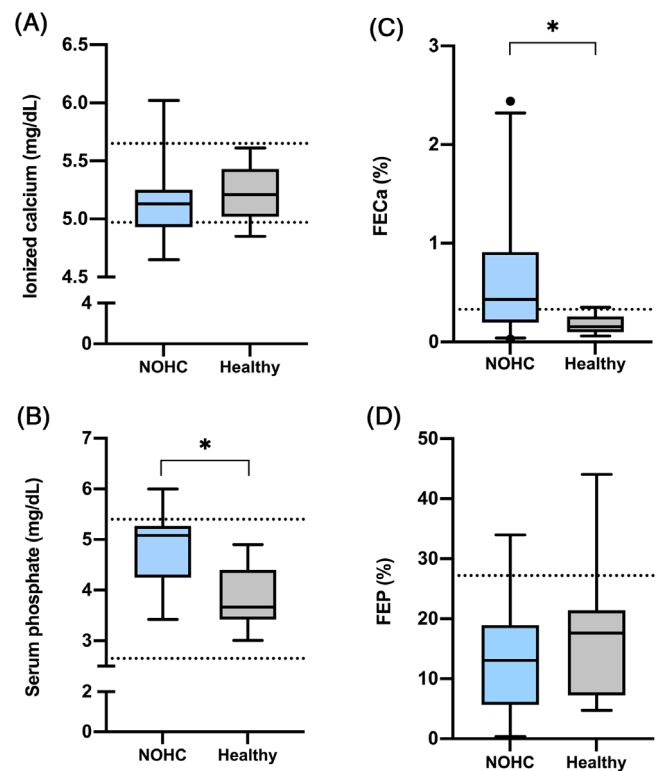 (A)
Ionized calcium (mg/dL)
6.5
6.0
5.5
5.0
4.5
4
0
NOHC Healthy
(B)
Serum phosphate (mg/dL)
7
6
5
4
3
2
0
*
NOHC Healthy
(C)
FECa (%)
3
2
1
0
*
NOHC Healthy
(D)
FEP (%)
50
40
30
20
10
0
NOHC Healthy